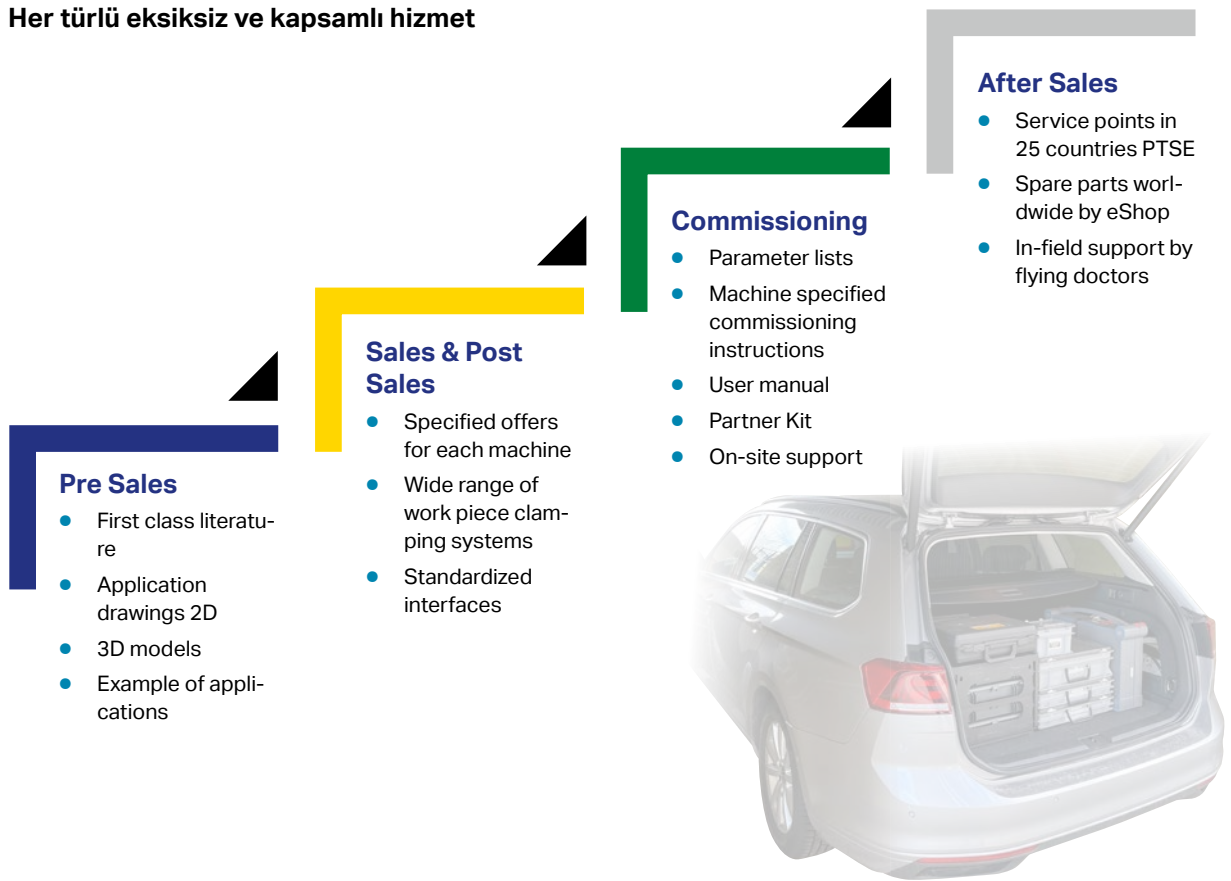 Her türlü eksiksiz ve kapsamlı hizmet
Pre Sales
First class literatu-
re
Application
drawings 2D
3D models
Example of appli-
cations
Sales & Post
Sales
Specified offers
for each machine
Wide range of
work piece clam-
ping systems
Standardized
interfaces
Commissioning
Parameter lists
Machine specified
commissioning
instructions
User manual
Partner Kit
On-site support
After Sales
Service points in
25 countries PTSE
Spare parts worl-
dwide by eShop
In-field support by
flying doctors